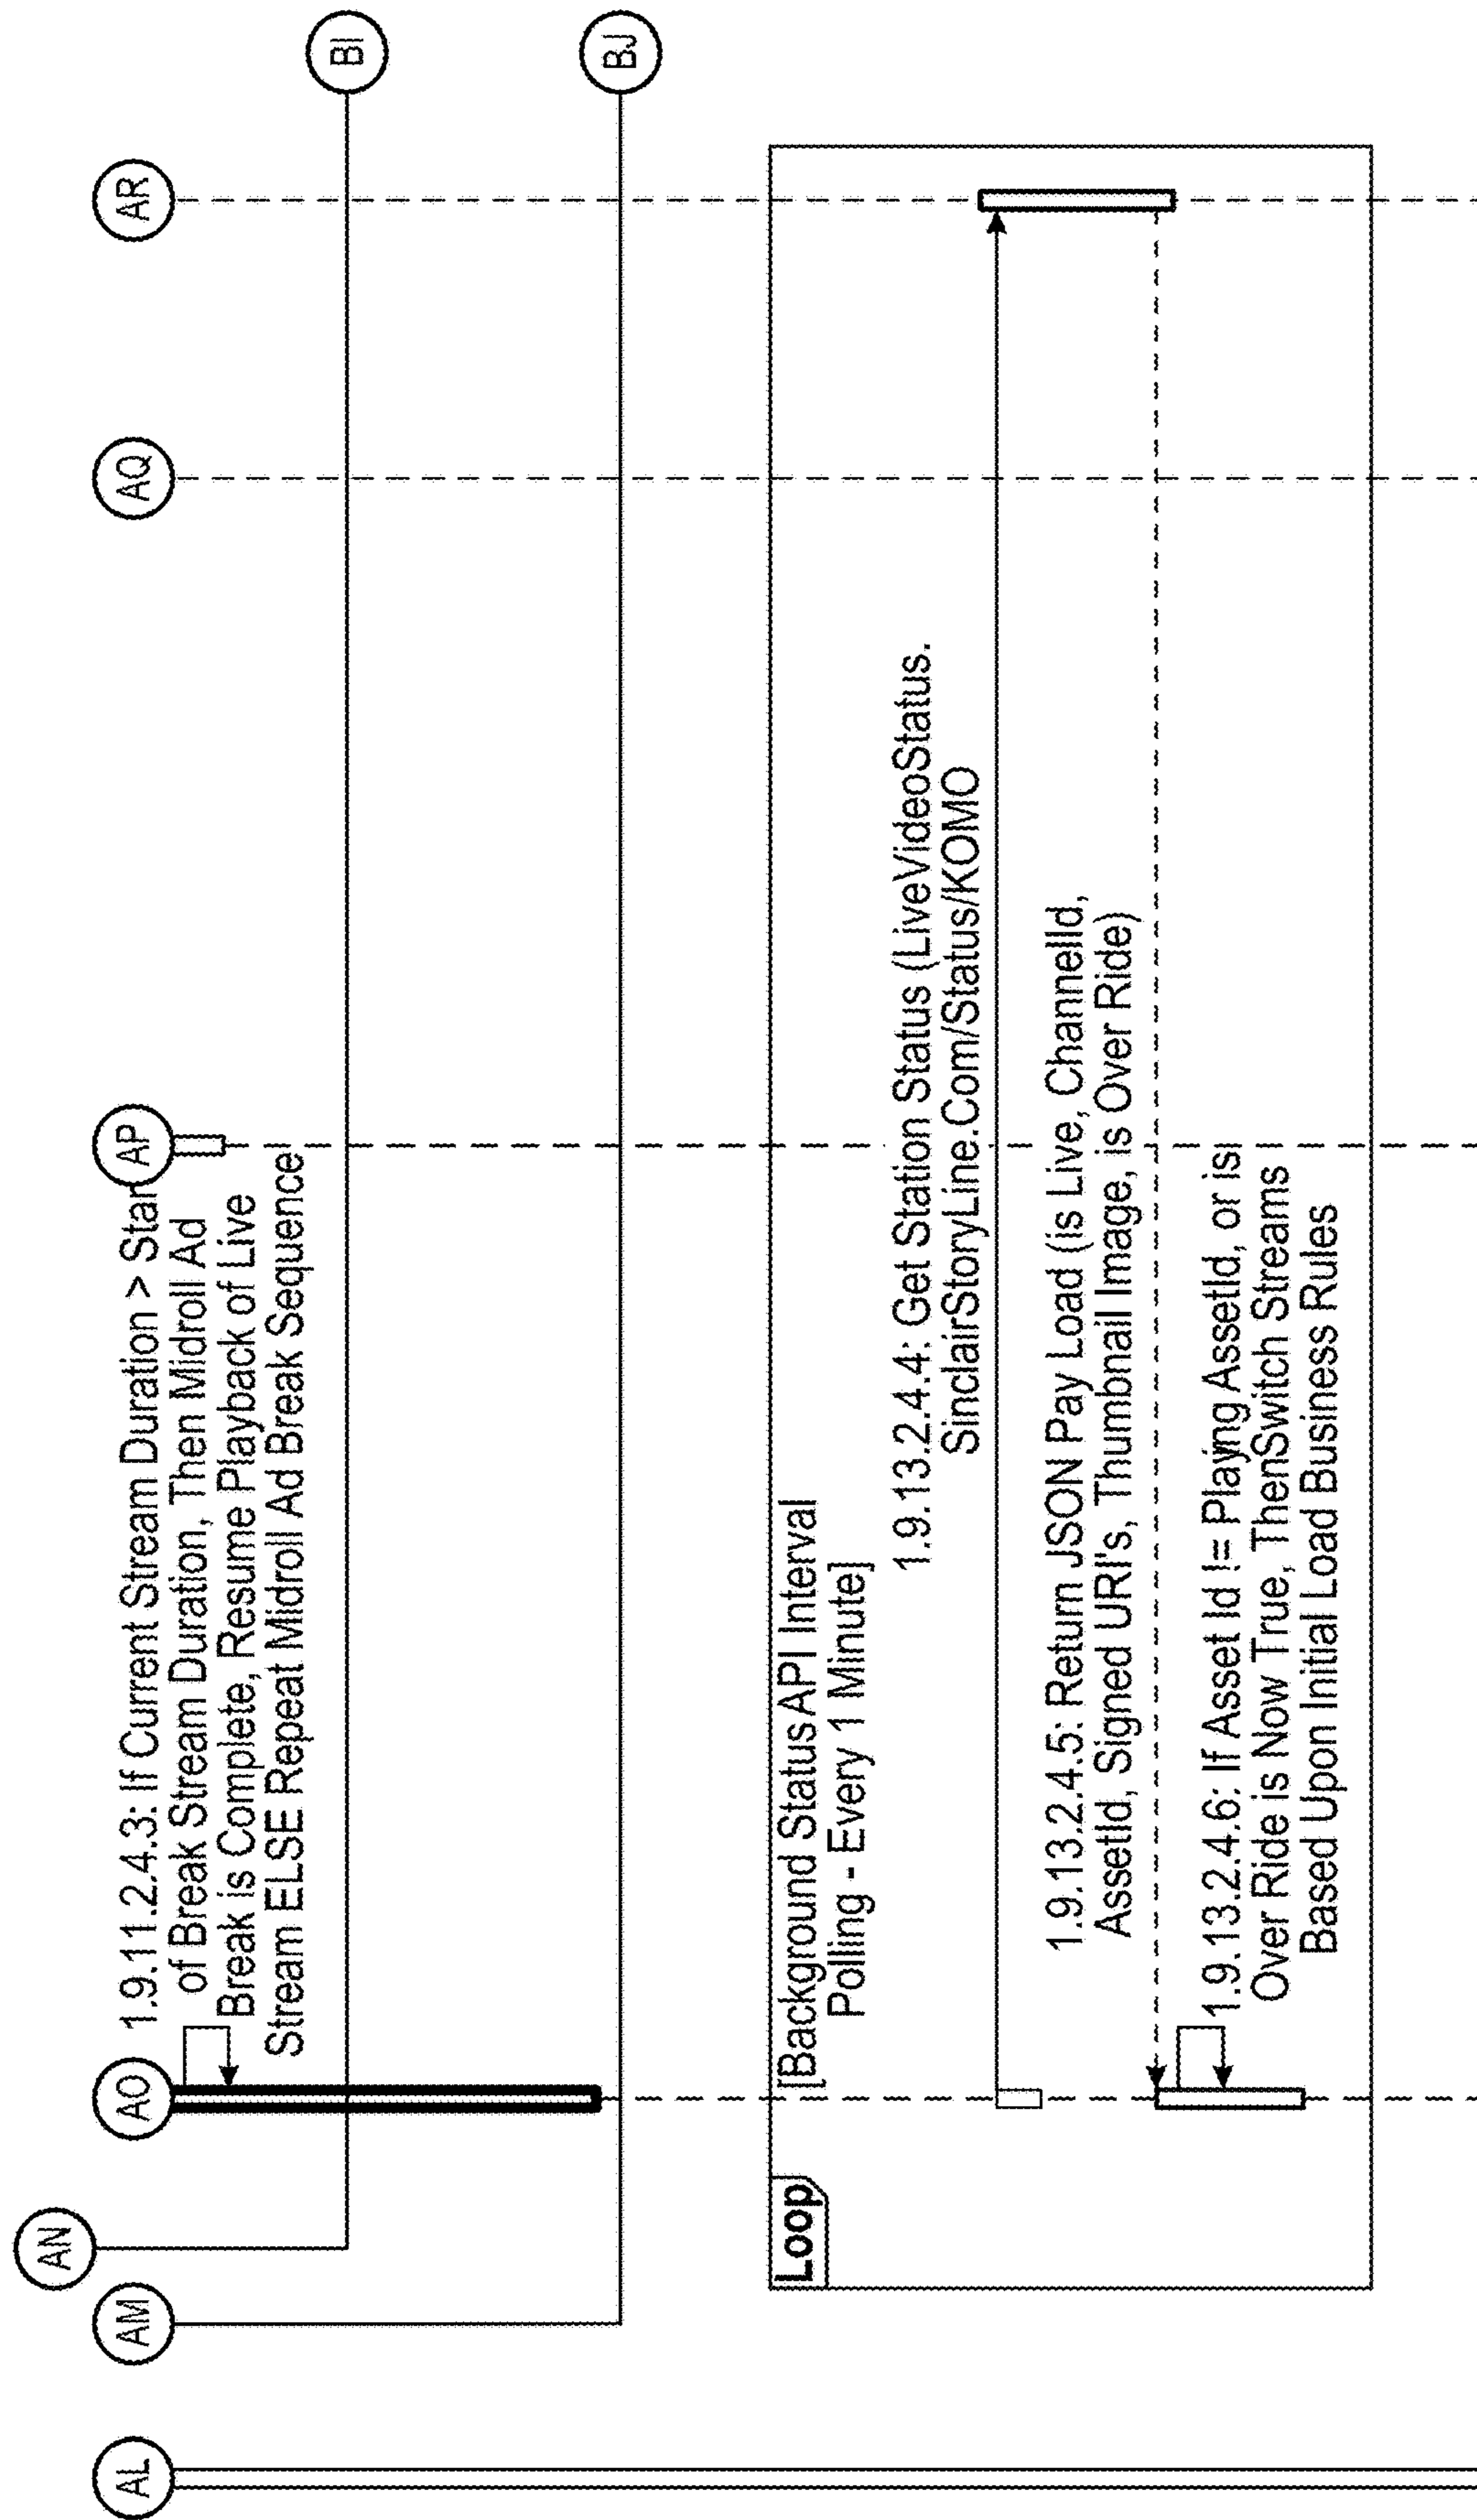 AL
AM
AN
AO
AP
AQ
AR
BI
BJ
1.9.11.2.4.3: If Current Stream Duration > Start
of Break Stream Duration, Then Midroll Ad
Break is Complete, Resume Playback of Live
Stream ELSE Repeat Midroll Ad Break Sequence
Loop
[Background Status API Interval
Polling - Every 1 Minute]
1.9.13.2.4.4: Get Station Status (LiveVideoStatus.
SinclairStoryLine.Com/Status/KOMO
1.9.13.2.4.5: Return JSON Pay Load (is Live, ChannelId,
AssetId, Signed URI's, Thumbnail Image, is Over Ride)
1.9.13.2.4.6: If Asset Id != Playing AssetId, or is
Over Ride is Now True, ThenSwitch Streams
Based Upon Initial Load Business Rules